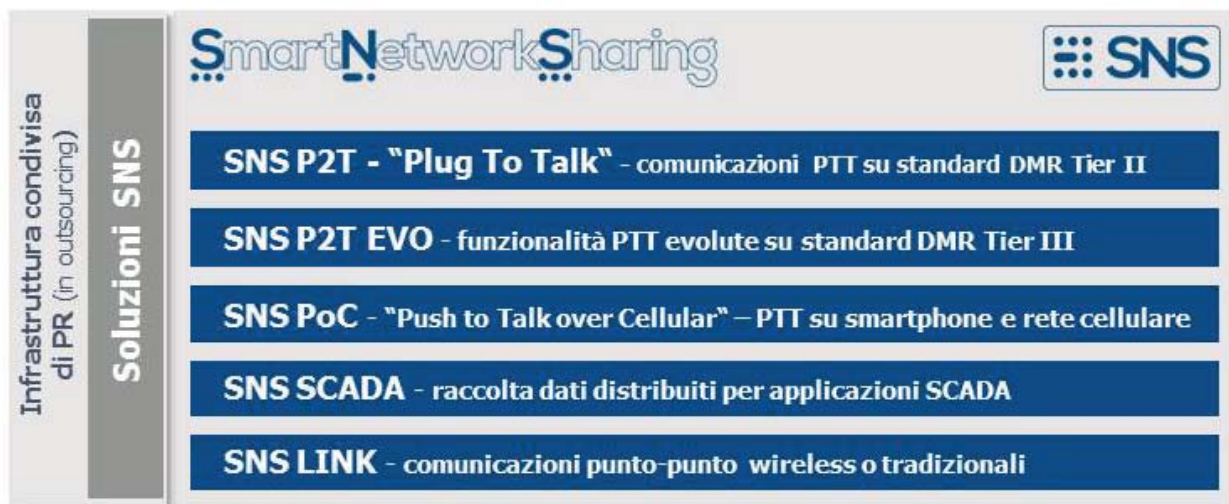 Infrastruttura condivisa
di PR (in outsourcing)
Soluzioni SNS
SmartNetworkSharing
SNS
SNS P2T - "Plug To Talk" - comunicazioni PTT su standard DMR Tier II
SNS P2T EVO - funzionalità PTT evolute su standard DMR Tier III
SNS PoC - "Push to Talk over Cellular" – PTT su smartphone e rete cellulare
SNS SCADA - raccolta dati distribuiti per applicazioni SCADA
SNS LINK - comunicazioni punto-punto wireless o tradizionali